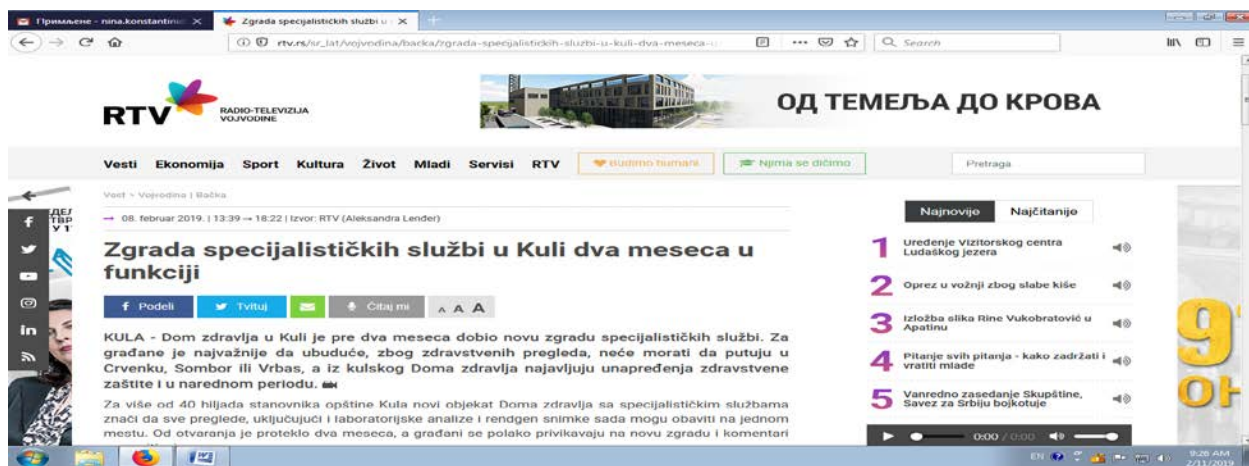 Примљене - nina.konstantini
Zgrada specijalističkih službi u
rtv.rs/sr_lat/vojvodina/backa/zgrada-specijalistickih-sluzbi-u-kuli-dva-meseca-u
Search
RTV
RADIO-TELEVIZIJA
VOJVODINE
ОД ТЕМЕЉА ДО КРОВА
Vesti Ekonomija Sport Kultura Život Mladi Servisi RTV Budimo humani Njima se dičimo Pretraga
Vesti > Vojvodina | Bačka
08. februar 2019. | 13:39 → 18:22 | Izvor: RTV (Aleksandra Lenđer)
Zgrada specijalističkih službi u Kuli dva meseca u
funkciji
Podeli Tvituj Čitaj mi A A A
KULA - Dom zdravlja u Kuli je pre dva meseca dobio novu zgradu specijalističkih službi. Za
građane je najvažnije da ubuduće, zbog zdravstvenih pregleda, neće morati da putuju u
Crvenku, Sombor ili Vrbas, a iz kulskog Doma zdravlja najavljuju unapređenja zdravstvene
zaštite i u narednom periodu.
Za više od 40 hiljada stanovnika opštine Kula novi objekat Doma zdravlja sa specijalističkim službama
znači da sve preglede, uključujući i laboratorijske analize i rendgen snimke sada mogu obaviti na jednom
mestu. Od otvaranja je proteklo dva meseca, a građani se polako privikavaju na novu zgradu i komentari
Najnovije Najčitanije
1 Uređenje Vizitorskog centra
Ludaškog jezera
2 Oprez u vožnji zbog slabe kiše
3 Izložba slika Rine Vukobratović u
Apatinu
4 Pitanje svih pitanja - kako zadržati i
vratiti mlade
5 Vanredno zasedanje Skupštine,
Savez za Srbiju bojkotuje
0:00 / 0:00
EN
9:26 AM
2/11/2019